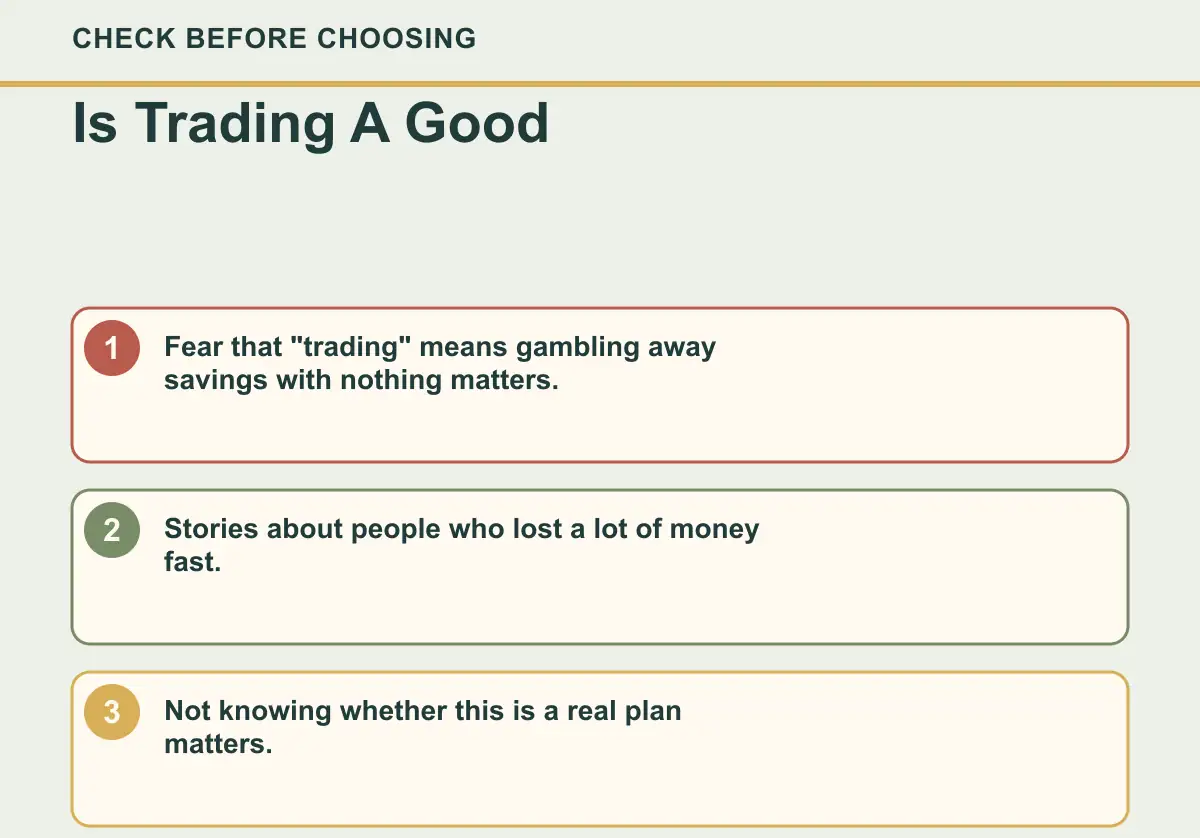 CHECK BEFORE CHOOSING
Is Trading A Good
1
Fear that "trading" means gambling away
savings with nothing matters.
2
Stories about people who lost a lot of money
fast.
3
Not knowing whether this is a real plan
matters.